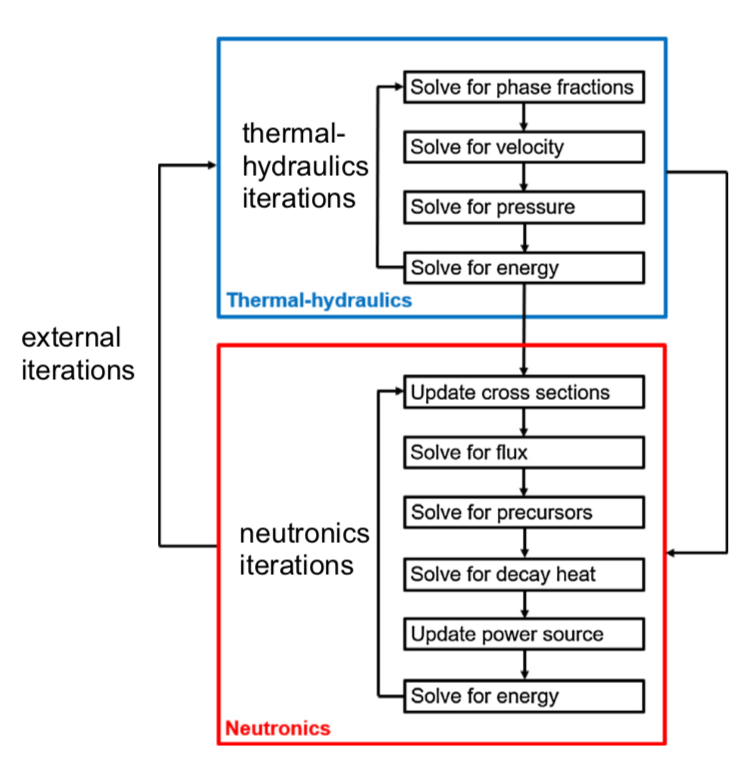 Solve for phase fractions
thermal-
hydraulics
iterations
Solve for velocity
Solve for pressure
Solve for energy
Thermal-hydraulics
external
iterations
Update cross sections
Solve for flux
Solve for precursors
neutronics
iterations
Solve for decay heat
Update power source
Solve for energy
Neutronics